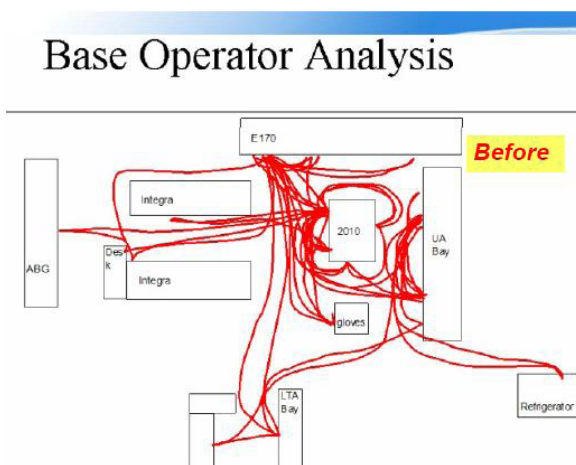 Base Operator Analysis
E170
Before
Integra
2010
UA
Bay
ABG
Des
k
Integra
gloves
LTA
Bay
Refrigerator